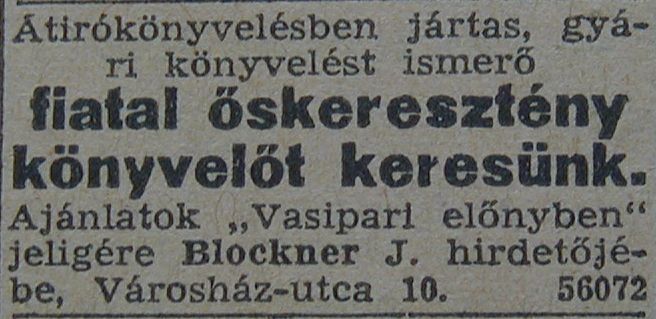 Átirókönyvelésben jártas, gyá-
ri könyvelést ismerő
fiatal őskeresztény
könyvelőt keresünk.
Ajánlatok „Vasipari előnyben“
jeligére Blockner J. hirdetőjé-
be, Városház-utca 10. 56072